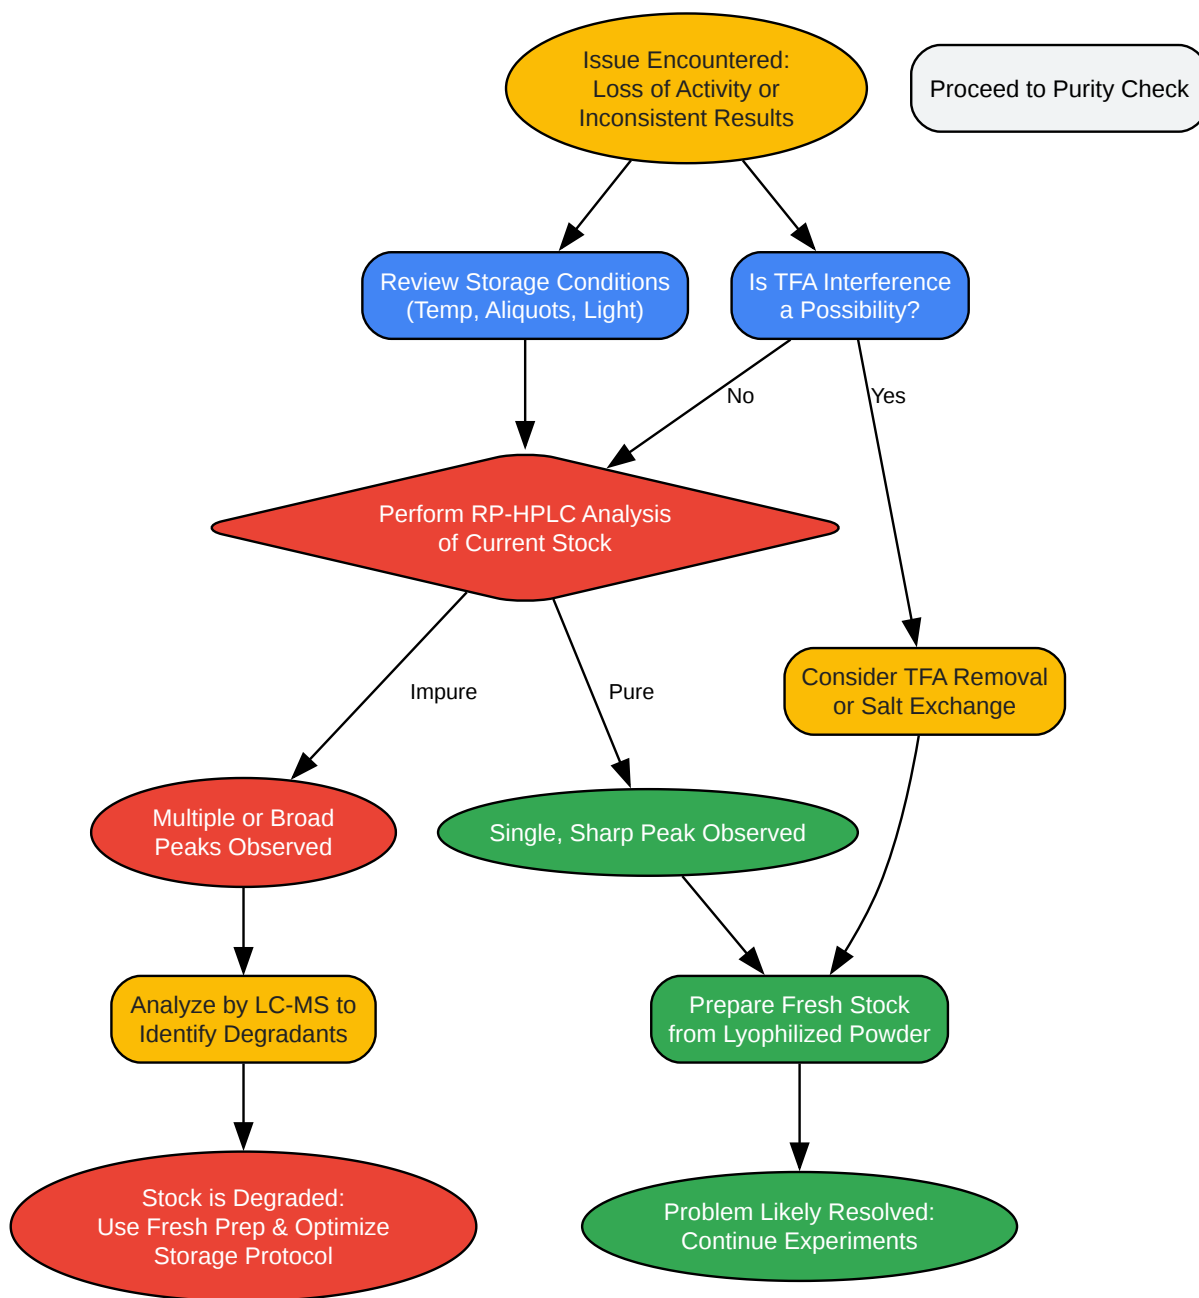 Issue Encountered:
Loss of Activity or
Inconsistent Results
Proceed to Purity Check
Review Storage Conditions
(Temp, Aliquots, Light)
Is TFA Interference
a Possibility?
No
Yes
Perform RP-HPLC Analysis
of Current Stock
Impure
Pure
Consider TFA Removal
or Salt Exchange
Multiple or Broad
Peaks Observed
Single, Sharp Peak Observed
Analyze by LC-MS to
Identify Degradants
Prepare Fresh Stock
from Lyophilized Powder
Stock is Degraded:
Use Fresh Prep & Optimize
Storage Protocol
Problem Likely Resolved:
Continue Experiments